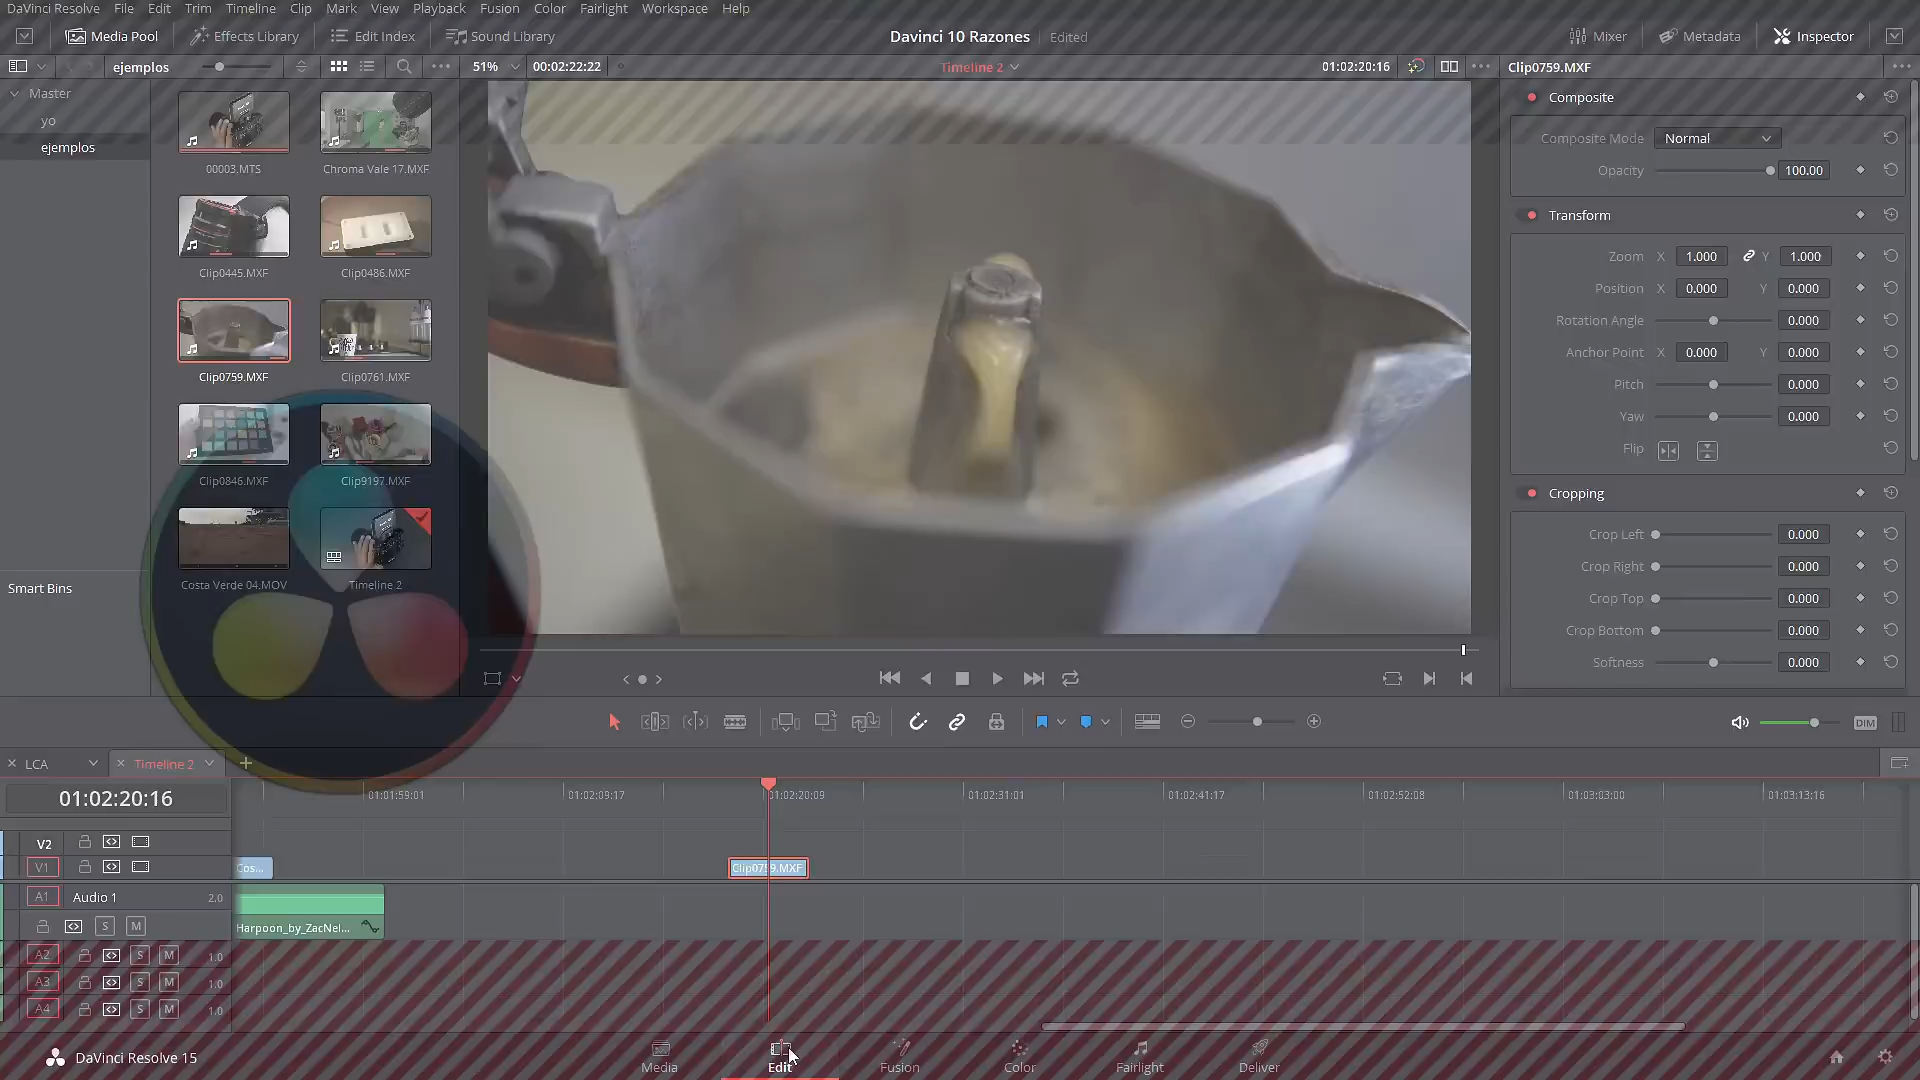 DaVinci Resolve File Edit Trim Timeline Clip Mark View Playback Fusion Color Fairlight Workspace Help
Media Pool Effects Library Edit Index Sound Library Davinci 10 Razones Edited Mixer Metadata Inspector
ejemplos 51% 00:02:22:22 Timeline 2 01:02:20:16 Clip0759.MXF
Master
yo
ejemplos
00003.MTS Chroma Vale 17.MXF
Clip0445.MXF Clip0486.MXF
Clip0759.MXF Clip0761.MXF
Clip0846.MXF Clip9197.MXF
Costa Verde 04.MOV Timeline 2
Smart Bins
Composite
Composite Mode Normal
Opacity 100.00
Transform
Zoom X 1.000 Y 1.000
Position X 0.000 Y 0.000
Rotation Angle 0.000
Anchor Point X 0.000 Y 0.000
Pitch 0.000
Yaw 0.000
Flip
Cropping
Crop Left 0.000
Crop Right 0.000
Crop Top 0.000
Crop Bottom 0.000
Softness 0.000
DIM
LCA Timeline 2
01:02:20:16 01:01:59:01 01:02:09:17 01:02:20:09 01:02:31:01 01:02:41:17 01:02:52:08 01:03:03:00 01:03:13:16
V2
V1 Cos... Clip0759.MXF
A1 Audio 1 2.0
S M Harpoon_by_ZacNel...
A2 S M 1.0
A3 S M 1.0
A4 S M 1.0
DaVinci Resolve 15 Media Edit Fusion Color Fairlight Deliver